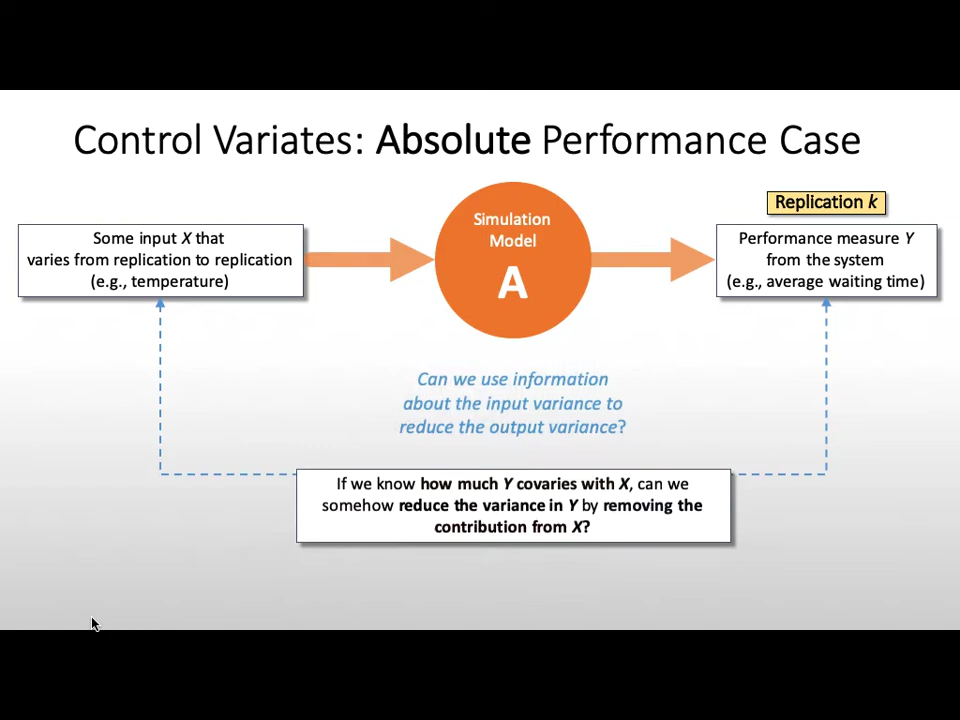 Control Variates: Absolute Performance Case
Replication k
Some input X that
varies from replication to replication
(e.g., temperature)
Simulation
Model
A
Performance measure Y
from the system
(e.g., average waiting time)
Can we use information
about the input variance to
reduce the output variance?
If we know how much Y covaries with X, can we
somehow reduce the variance in Y by removing the
contribution from X?